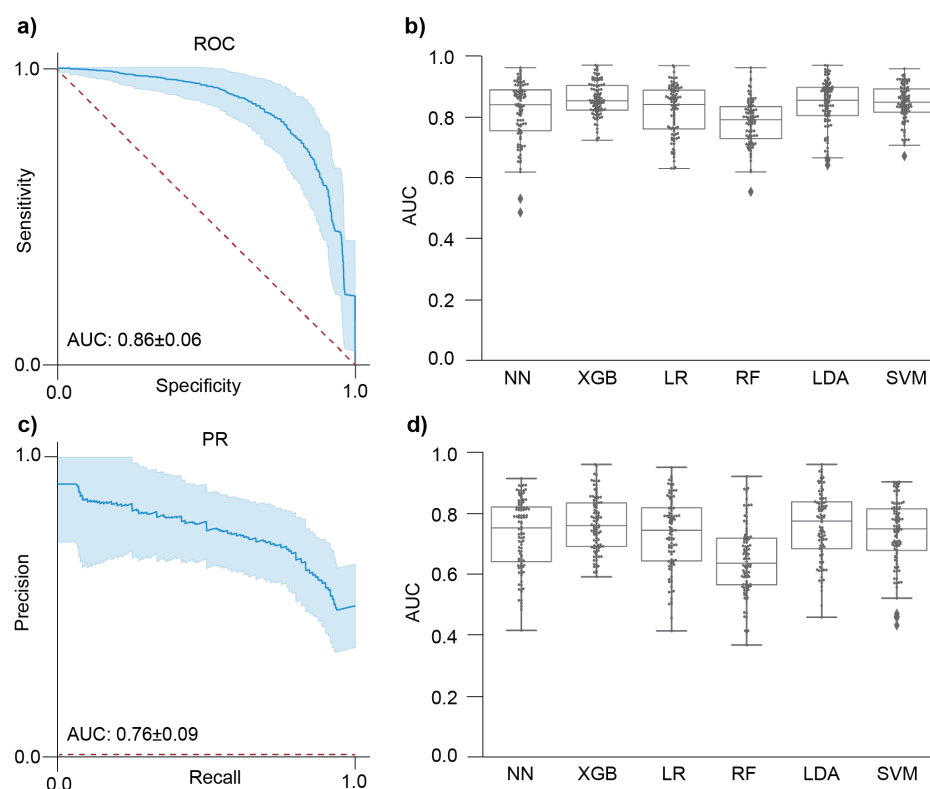 a)
ROC
1.0
Sensitivity
AUC: 0.86±0.06
0.0
0.0
Specificity
1.0
b)
1.0
0.8
0.6
0.4
0.2
0.0
AUC
NN XGB LR RF LDA SVM
c)
PR
1.0
Precision
AUC: 0.76±0.09
0.0
0.0
Recall
1.0
d)
1.0
0.8
0.6
0.4
0.2
0.0
AUC
NN XGB LR RF LDA SVM